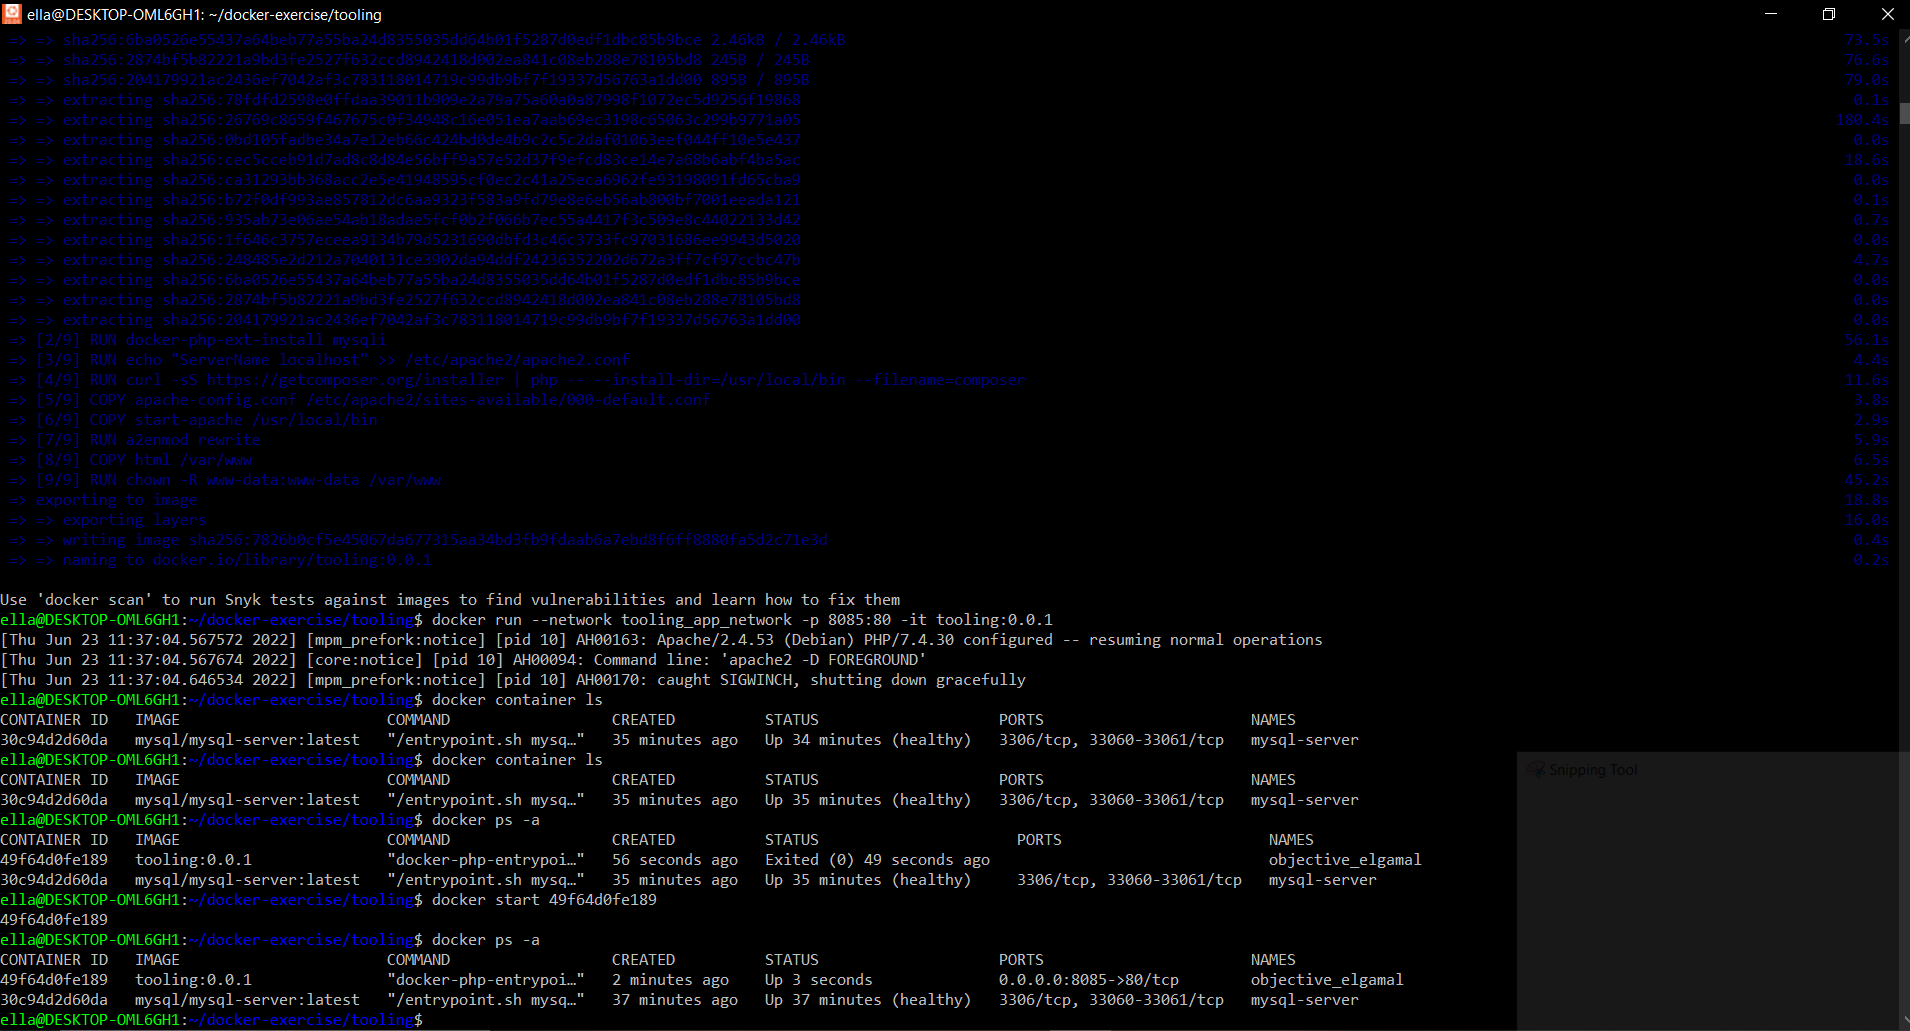 ella@DESKTOP-OML6GH1: ~/docker-exercise/tooling
=> => sha256:6ba0526e55437a64beb77a55ba24d8355035dd64b01f5287d0edf1dbc85b9bce 2.46kB / 2.46kB 73.5s
=> => sha256:2874bf5b82221a9bd3fe2527f632ccd8942418d002ea841c08eb288e78105bd8 245B / 245B 76.6s
=> => sha256:204179921ac2436ef7042af3c783118014719c99db9bf7f19337d56763a1dd00 895B / 895B 79.0s
=> => extracting sha256:78fdfd2598e0ffdaa39011b909e2a79a75a60a0a87998f1072ec5d9256f19868 0.1s
=> => extracting sha256:26769c8659f467675c0f34948c16e051ea7aab69ec3198c65063c299b9771a05 180.4s
=> => extracting sha256:0bd105fadbe34a7e12eb66c424bd0de4b9c2c5c2daf01063eef044ff10e5e437 0.0s
=> => extracting sha256:cec5cceb91d7ad8c8d84e56bff9a57e52d37f9efcd83ce14e7a68b6abf4ba5ac 18.6s
=> => extracting sha256:ca31293bb368acc2e5e41948595cf0ec2c41a25eca6962fe93198091fd65cba9 0.0s
=> => extracting sha256:b72f0df993ae857812dc6aa9323f583a9fd79e8e6eb56ab800bf7001eeada121 0.1s
=> => extracting sha256:935ab73e06ae54ab18adae5fcf0b2f066b7ec55a4417f3c509e8c44022133d42 0.7s
=> => extracting sha256:1f646c3757eceea9134b79d5231690dbfd3c46c3733fc97031686ee9943d5020 0.0s
=> => extracting sha256:248485e2d212a7040131ce3902da94ddf24236352202d672a3ff7cf97ccbc47b 4.7s
=> => extracting sha256:6ba0526e55437a64beb77a55ba24d8355035dd64b01f5287d0edf1dbc85b9bce 0.0s
=> => extracting sha256:2874bf5b82221a9bd3fe2527f632ccd8942418d002ea841c08eb288e78105bd8 0.0s
=> => extracting sha256:204179921ac2436ef7042af3c783118014719c99db9bf7f19337d56763a1dd00 0.0s
=> [2/9] RUN docker-php-ext-install mysqli 56.1s
=> [3/9] RUN echo "ServerName localhost" >> /etc/apache2/apache2.conf 4.4s
=> [4/9] RUN curl -sS https://getcomposer.org/installer | php -- --install-dir=/usr/local/bin --filename=composer 11.6s
=> [5/9] COPY apache-config.conf /etc/apache2/sites-available/000-default.conf 3.8s
=> [6/9] COPY start-apache /usr/local/bin 2.9s
=> [7/9] RUN a2enmod rewrite 5.9s
=> [8/9] COPY html /var/www 6.5s
=> [9/9] RUN chown -R www-data:www-data /var/www 45.2s
=> exporting to image 18.8s
=> => exporting layers 16.0s
=> => writing image sha256:7826b0cf5e45067da677315aa34bd3fb9fdaab6a7ebd8f6ff8080fa5d2c71e3d 0.4s
=> => naming to docker.io/library/tooling:0.0.1 0.2s
Use 'docker scan' to run Snyk tests against images to find vulnerabilities and learn how to fix them
ella@DESKTOP-OML6GH1:~/docker-exercise/tooling$ docker run --network tooling_app_network -p 8085:80 -it tooling:0.0.1
[Thu Jun 23 11:37:04.567572 2022] [mpm_prefork:notice] [pid 10] AH00163: Apache/2.4.53 (Debian) PHP/7.4.30 configured -- resuming normal operations
[Thu Jun 23 11:37:04.567674 2022] [core:notice] [pid 10] AH00094: Command line: 'apache2 -D FOREGROUND'
[Thu Jun 23 11:37:04.646534 2022] [mpm_prefork:notice] [pid 10] AH00170: caught SIGWINCH, shutting down gracefully
ella@DESKTOP-OML6GH1:~/docker-exercise/tooling$ docker container ls
CONTAINER ID IMAGE COMMAND CREATED STATUS PORTS NAMES
30c94d2d60da mysql/mysql-server:latest "/entrypoint.sh mysq…" 35 minutes ago Up 34 minutes (healthy) 3306/tcp, 33060-33061/tcp mysql-server
ella@DESKTOP-OML6GH1:~/docker-exercise/tooling$ docker container ls
CONTAINER ID IMAGE COMMAND CREATED STATUS PORTS NAMES
30c94d2d60da mysql/mysql-server:latest "/entrypoint.sh mysq…" 35 minutes ago Up 35 minutes (healthy) 3306/tcp, 33060-33061/tcp mysql-server
Snipping Tool
ella@DESKTOP-OML6GH1:~/docker-exercise/tooling$ docker ps -a
CONTAINER ID IMAGE COMMAND CREATED STATUS PORTS NAMES
49f64d0fe189 tooling:0.0.1 "docker-php-entrypoi…" 56 seconds ago Exited (0) 49 seconds ago objective_elgamal
30c94d2d60da mysql/mysql-server:latest "/entrypoint.sh mysq…" 35 minutes ago Up 35 minutes (healthy) 3306/tcp, 33060-33061/tcp mysql-server
ella@DESKTOP-OML6GH1:~/docker-exercise/tooling$ docker start 49f64d0fe189
49f64d0fe189
ella@DESKTOP-OML6GH1:~/docker-exercise/tooling$ docker ps -a
CONTAINER ID IMAGE COMMAND CREATED STATUS PORTS NAMES
49f64d0fe189 tooling:0.0.1 "docker-php-entrypoi…" 2 minutes ago Up 3 seconds 0.0.0.0:8085->80/tcp objective_elgamal
30c94d2d60da mysql/mysql-server:latest "/entrypoint.sh mysq…" 37 minutes ago Up 37 minutes (healthy) 3306/tcp, 33060-33061/tcp mysql-server
ella@DESKTOP-OML6GH1:~/docker-exercise/tooling$